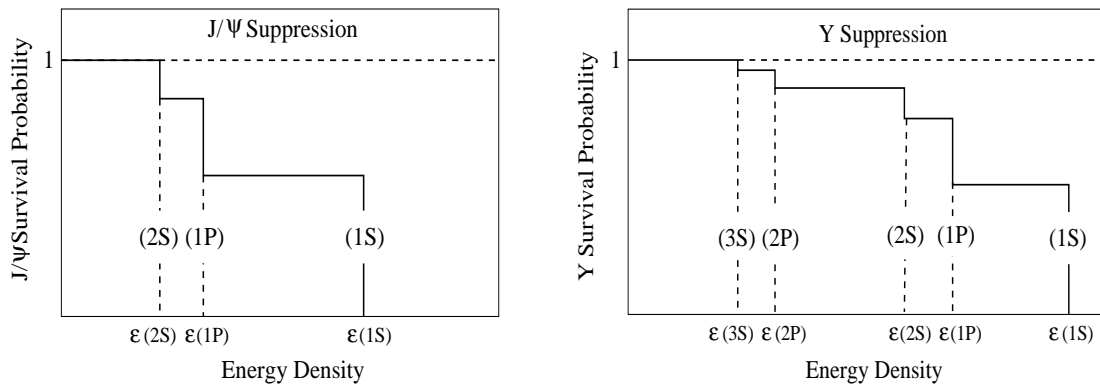 J/Ψ Suppression
1
J/Ψ Survival Probability
(2S) (1P) (1S)
ε(2S) ε(1P) ε(1S)
Energy Density
Y Suppression
1
Y Survival Probability
(3S) (2P) (2S) (1P) (1S)
ε(3S) ε(2P) ε(2S) ε(1P) ε(1S)
Energy Density